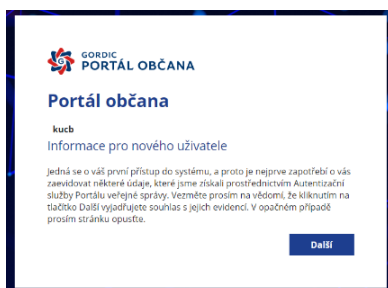 GORDIC
PORTÁL OBČANA
Portál občana
kucb
Informace pro nového uživatele
Jedná se o váš první přístup do systému, a proto je nejprve zapotřebí o vás
zaevidovat některé údaje, které jsme získali prostřednictvím Autentizační
služby Portálu veřejné správy. Vezměte prosím na vědomí, že kliknutím na
tlačítko Další vyjadřujete souhlas s jejich evidencí. V opačném případě
prosím stránku opusťte.
Další